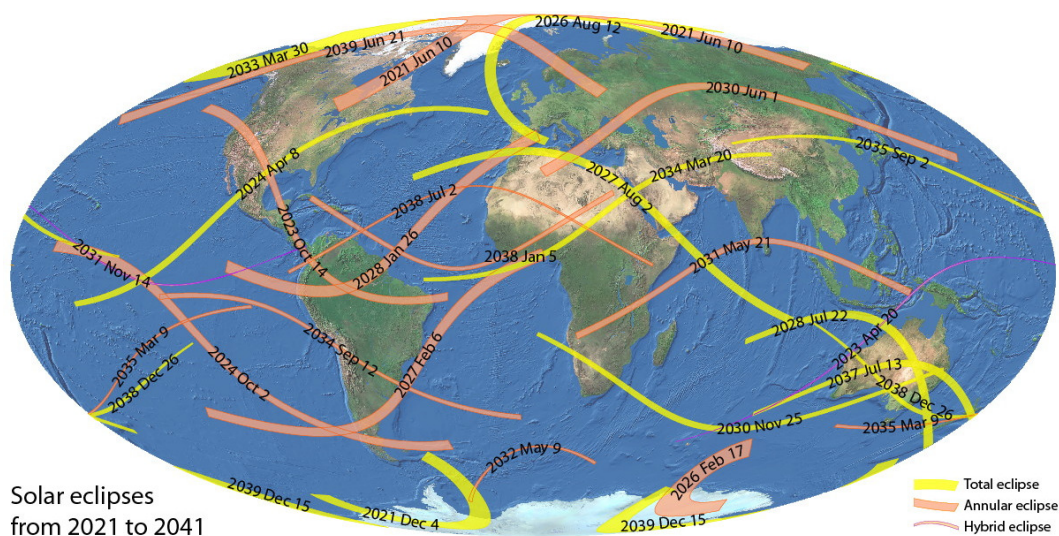 2026 Aug 12
2021 Jun 10
2039 Jun 21
2033 Mar 30
2021 Jun 10
2030 Jun 1
2035 Sep 2
2024 Apr 8
2034 Mar 20
2027 Aug 2
2038 Jul 2
2023 Oct 14
2028 Jan 26
2038 Jan 5
2031 May 21
2031 Nov 14
2028 Jul 22
2023 Apr 20
2035 Mar 9
2034 Sep 12
2027 Feb 6
2037 Jul 13
2038 Dec 26
2024 Oct 2
2038 Dec 26
2030 Nov 25
2035 Mar 9
2032 May 9
2026 Feb 17
2039 Dec 15
2021 Dec 4
2039 Dec 15
Solar eclipses
from 2021 to 2041
Total eclipse
Annular eclipse
Hybrid eclipse